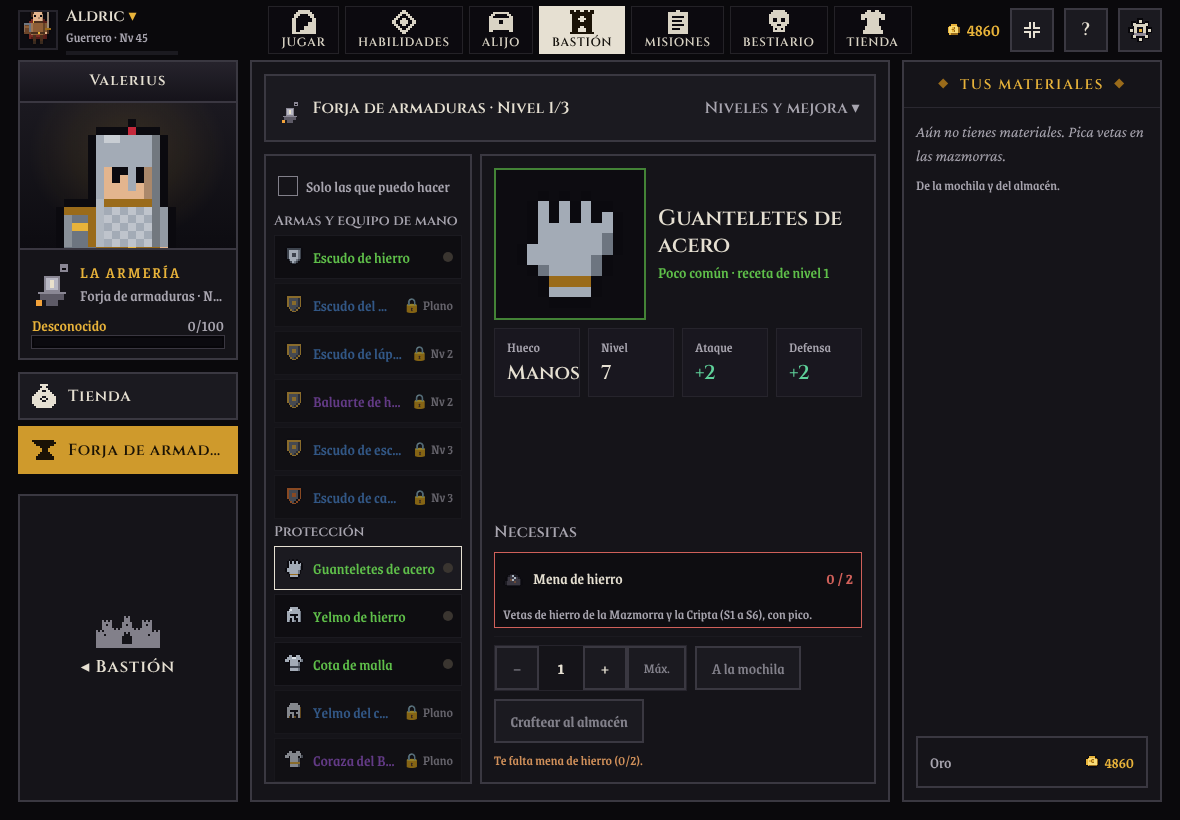 Aldric ▾
Guerrero · Nv 45
Jugar
Habilidades
Alijo
Bastión
Misiones
Bestiario
Tienda
4860
?
Valerius
LA ARMERÍA
Forja de armaduras · N...
Desconocido 0/100
Tienda
Forja de armad...
◂ Bastión
Forja de armaduras · Nivel 1/3
Niveles y mejora ▾
Solo las que puedo hacer
Armas y equipo de mano
Escudo de hierro
Escudo del ... Plano
Escudo de láp... Nv 2
Baluarte de h... Nv 2
Escudo de esc... Nv 3
Escudo de ca... Nv 3
Protección
Guanteletes de acero
Yelmo de hierro
Cota de malla
Yelmo del c... Plano
Coraza del B... Plano
Guanteletes de
acero
Poco común · receta de nivel 1
Hueco
Manos
Nivel
7
Ataque
+2
Defensa
+2
Necesitas
Mena de hierro 0 / 2
Vetas de hierro de la Mazmorra y la Cripta (S1 a S6), con pico.
− 1 + Máx.
A la mochila
Craftear al almacén
Te falta mena de hierro (0/2).
◆ TUS MATERIALES ◆
Aún no tienes materiales. Pica vetas en
las mazmorras.
De la mochila y del almacén.
Oro 4860